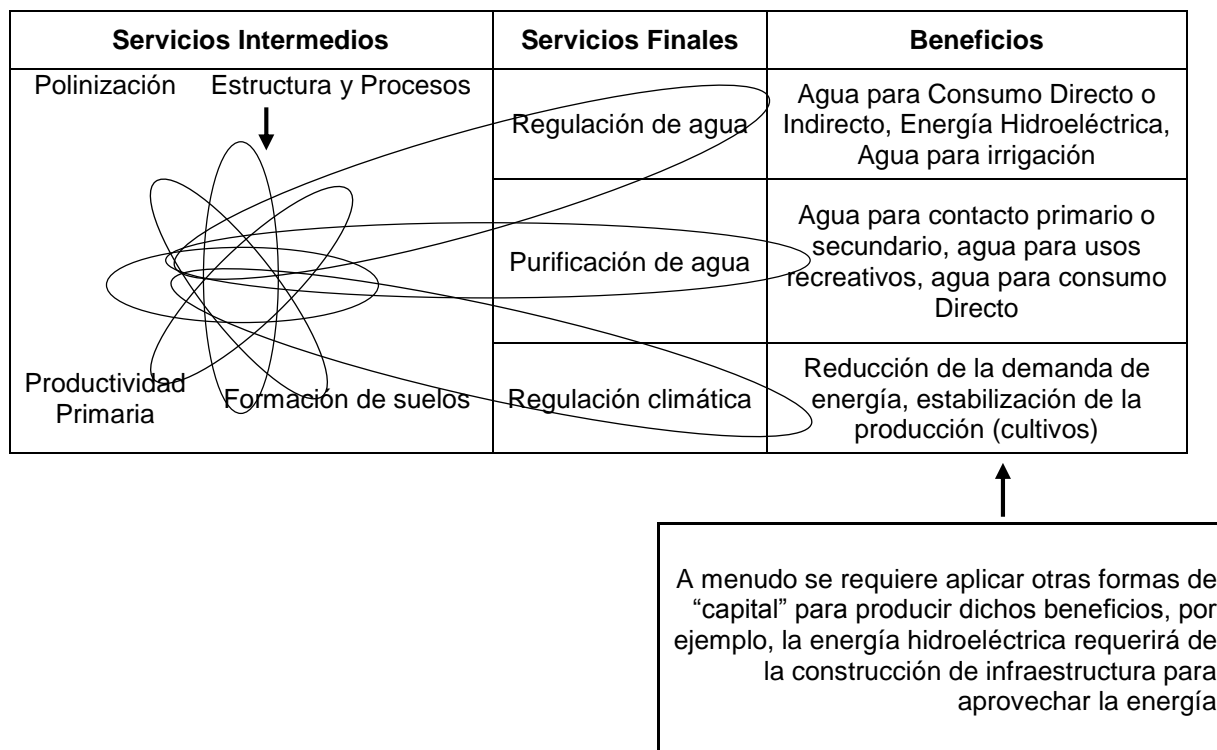 Servicios Intermedios
Servicios Finales
Beneficios
Polinización
Estructura y Procesos
Productividad
Primaria
Formación de suelos
Regulación de agua
Agua para Consumo Directo o
Indirecto, Energía Hidroeléctrica,
Agua para irrigación
Purificación de agua
Agua para contacto primario o
secundario, agua para usos
recreativos, agua para consumo
Directo
Regulación climática
Reducción de la demanda de
energía, estabilización de la
producción (cultivos)
A menudo se requiere aplicar otras formas de
“capital” para producir dichos beneficios, por
ejemplo, la energía hidroeléctrica requerirá de
la construcción de infraestructura para
aprovechar la energía